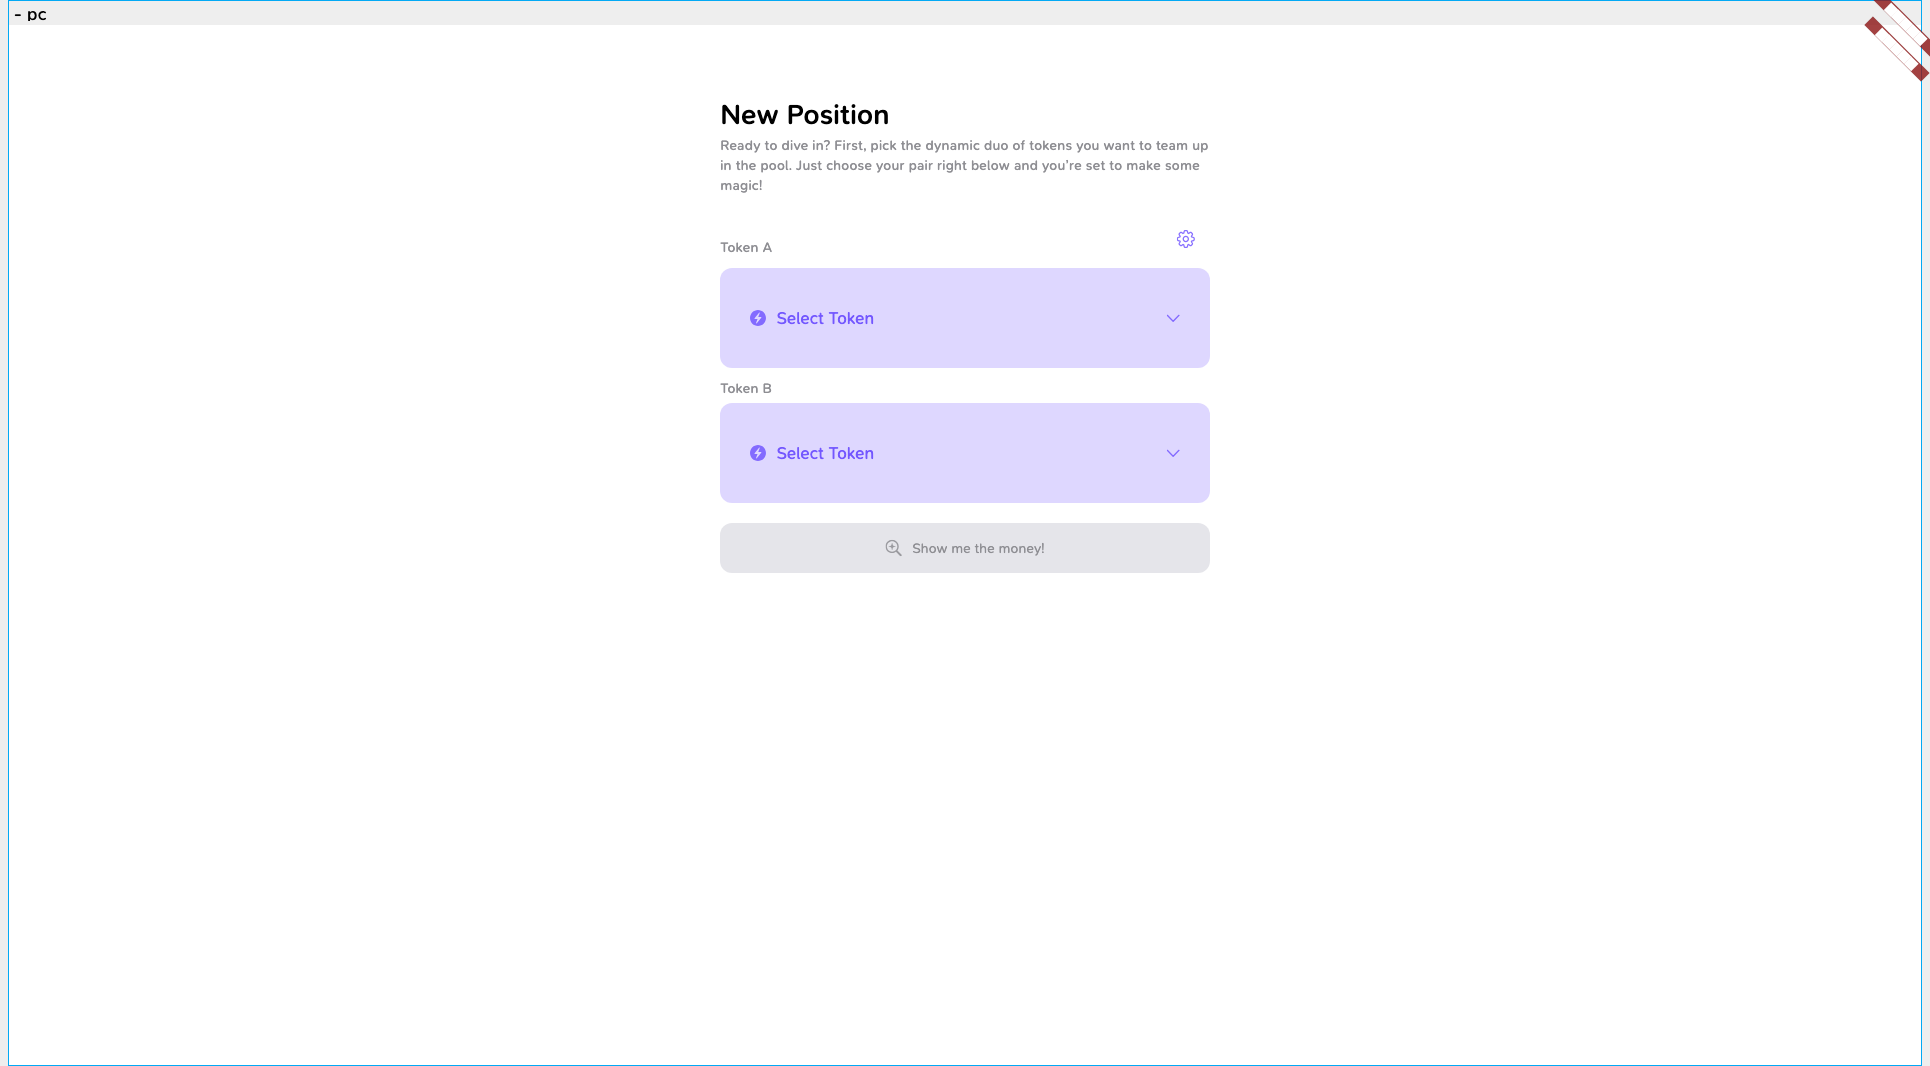 - pc
New Position
Ready to dive in? First, pick the dynamic duo of tokens you want to team up
in the pool. Just choose your pair right below and you're set to make some
magic!
Token A
Select Token
Token B
Select Token
Show me the money!